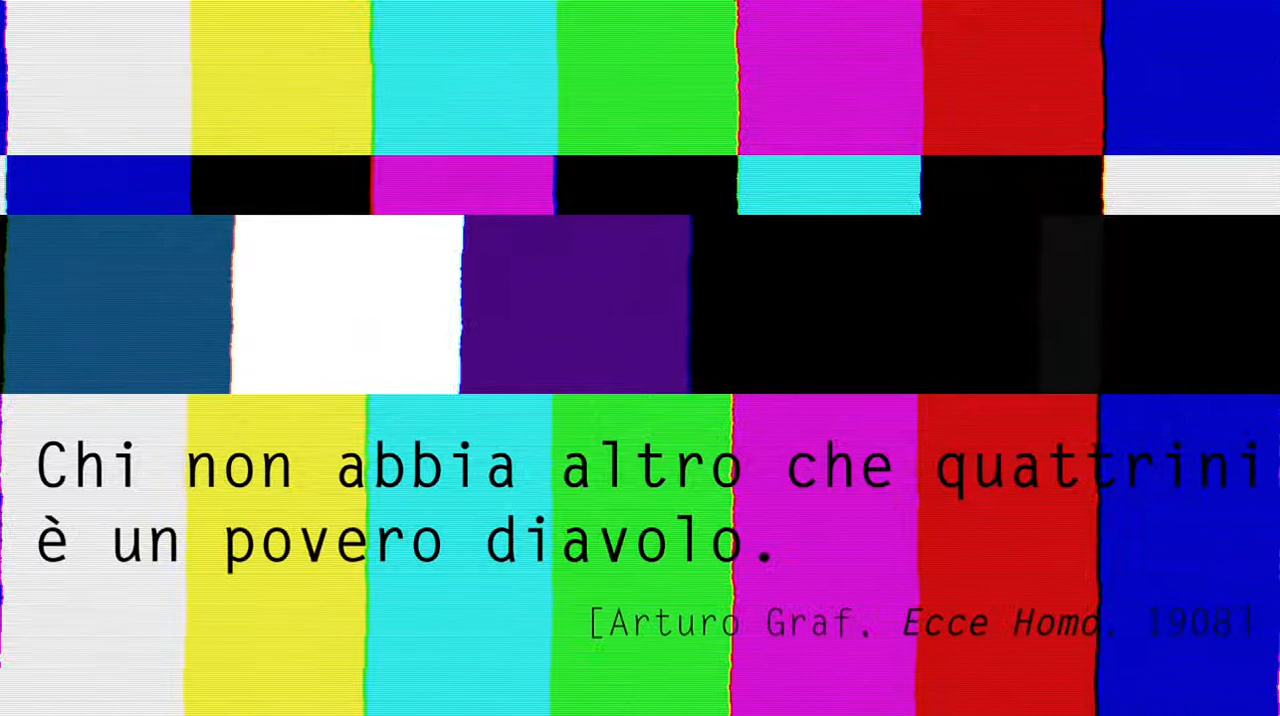 Chi non abbia altro che quattrini
è un povero diavolo.
[Arturo Graf, Ecce Homo, 1908]